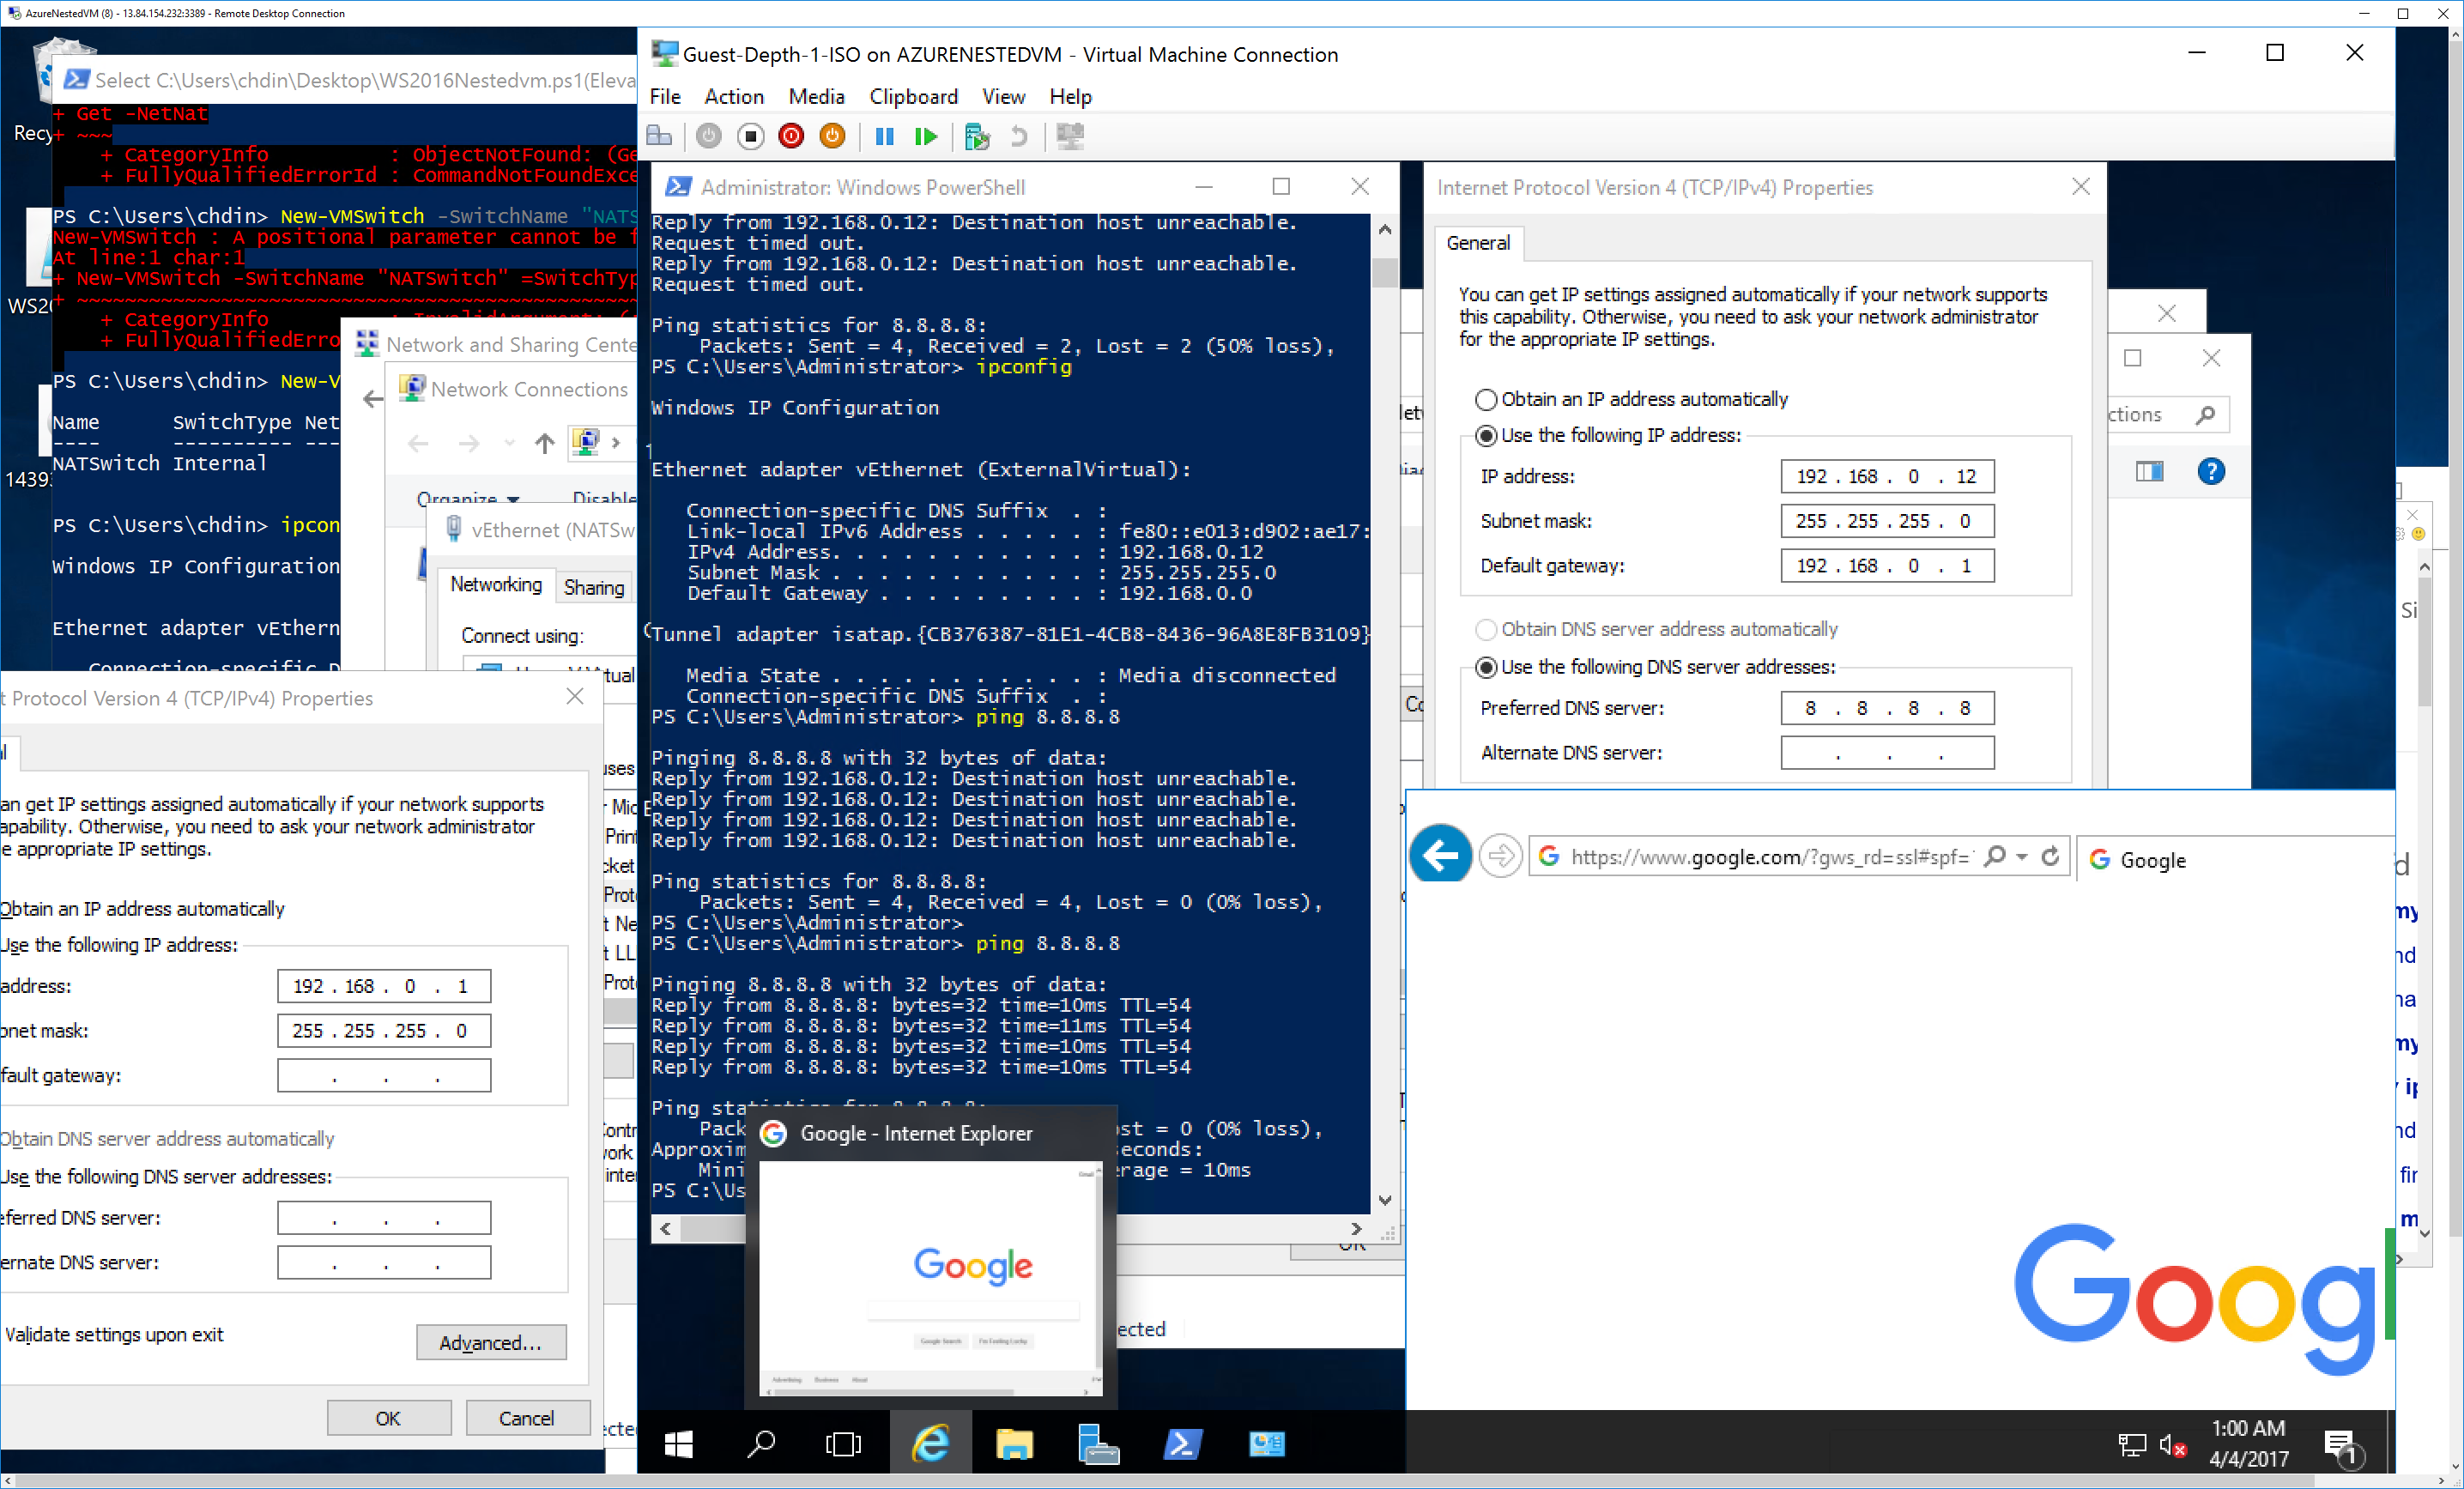 AzureNestedVM (8) - 13.84.154.232:3389 - Remote Desktop Connection
Select C:\Users\chdin\Desktop\WS2016Nestedvm.ps1(Eleva
+ Get -NetNat
+ ~~~
+ CategoryInfo : ObjectNotFound: (Ge
+ FullyQualifiedErrorId : CommandNotFoundExce
PS C:\Users\chdin> New-VMSwitch -SwitchName "NATS
New-VMSwitch : A positional parameter cannot be f
At line:1 char:1
+ New-VMSwitch -SwitchName "NATSwitch" =SwitchTyp
+ ~~~~~~~~~~~~~~~~~~~~~~~~~~~~~~~~~~~~~~~~~~~~~~~
+ CategoryInfo
+ FullyQualifiedErro
PS C:\Users\chdin> New-V
Name SwitchType Net
---- ---------- ---
NATSwitch Internal
PS C:\Users\chdin> ipcon
Windows IP Configuration
Ethernet adapter vEthern
Connection-specific D
Recy
WS20
1439
Network and Sharing Cente
Network Connections
Organize
Disable
vEthernet (NATSw
Networking
Sharing
Connect using:
t Protocol Version 4 (TCP/IPv4) Properties
an get IP settings assigned automatically if your network supports
apability. Otherwise, you need to ask your network administrator
e appropriate IP settings.
Obtain an IP address automatically
Use the following IP address:
address: 192 . 168 . 0 . 1
bnet mask: 255 . 255 . 255 . 0
fault gateway: . . .
Obtain DNS server address automatically
Use the following DNS server addresses:
eferred DNS server: . . .
ernate DNS server: . . .
Validate settings upon exit
Advanced...
OK
Cancel
Guest-Depth-1-ISO on AZURENESTEDVM - Virtual Machine Connection
File Action Media Clipboard View Help
Administrator: Windows PowerShell
Reply from 192.168.0.12: Destination host unreachable.
Request timed out.
Reply from 192.168.0.12: Destination host unreachable.
Request timed out.
Ping statistics for 8.8.8.8:
Packets: Sent = 4, Received = 2, Lost = 2 (50% loss),
PS C:\Users\Administrator> ipconfig
Windows IP Configuration
Ethernet adapter vEthernet (ExternalVirtual):
Connection-specific DNS Suffix . :
Link-local IPv6 Address . . . . . : fe80::e013:d902:ae17:
IPv4 Address. . . . . . . . . . . : 192.168.0.12
Subnet Mask . . . . . . . . . . . : 255.255.255.0
Default Gateway . . . . . . . . . : 192.168.0.0
Tunnel adapter isatap.{CB376387-81E1-4CB8-8436-96A8E8FB3109}
Media State . . . . . . . . . . . : Media disconnected
Connection-specific DNS Suffix . :
PS C:\Users\Administrator> ping 8.8.8.8
Pinging 8.8.8.8 with 32 bytes of data:
Reply from 192.168.0.12: Destination host unreachable.
Reply from 192.168.0.12: Destination host unreachable.
Reply from 192.168.0.12: Destination host unreachable.
Reply from 192.168.0.12: Destination host unreachable.
Ping statistics for 8.8.8.8:
Packets: Sent = 4, Received = 4, Lost = 0 (0% loss),
PS C:\Users\Administrator>
PS C:\Users\Administrator> ping 8.8.8.8
Pinging 8.8.8.8 with 32 bytes of data:
Reply from 8.8.8.8: bytes=32 time=10ms TTL=54
Reply from 8.8.8.8: bytes=32 time=11ms TTL=54
Reply from 8.8.8.8: bytes=32 time=10ms TTL=54
Reply from 8.8.8.8: bytes=32 time=10ms TTL=54
Ping sta
Pack ost = 0 (0% loss),
Approxim econds:
Mini erage = 10ms
PS C:\Us
Google - Internet Explorer
Gmail
Google
Google Search
I'm Feeling Lucky
Advertising Business About
Internet Protocol Version 4 (TCP/IPv4) Properties
General
You can get IP settings assigned automatically if your network supports
this capability. Otherwise, you need to ask your network administrator
for the appropriate IP settings.
Obtain an IP address automatically
Use the following IP address:
IP address: 192 . 168 . 0 . 12
Subnet mask: 255 . 255 . 255 . 0
Default gateway: 192 . 168 . 0 . 1
Obtain DNS server address automatically
Use the following DNS server addresses:
Preferred DNS server: 8 . 8 . 8 . 8
Alternate DNS server: . . .
ctions
https://www.google.com/?gws_rd=ssl#spf=
Google
Goog
OK
ected
1:00 AM
4/4/2017
1